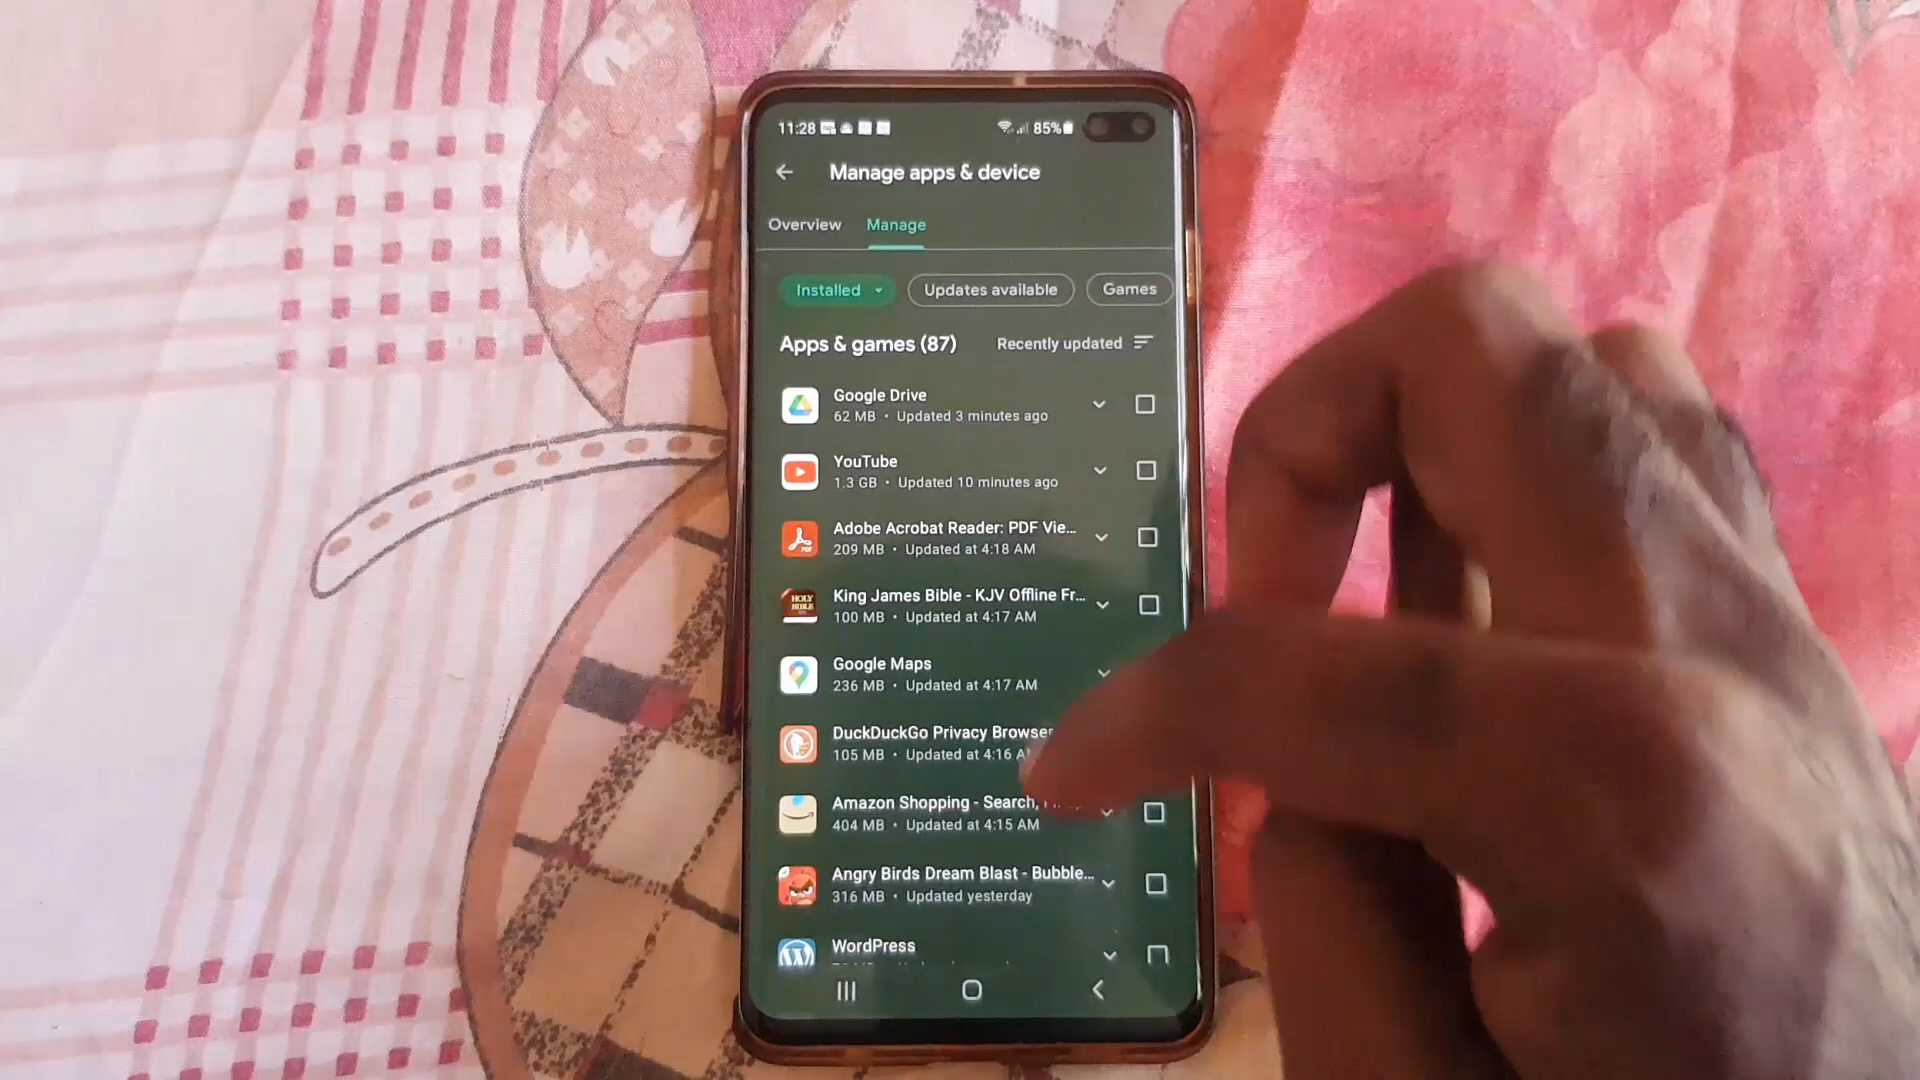 11:28 85%
Manage apps & device
Overview Manage
Installed Updates available Games
Apps & games (87) Recently updated
Google Drive
62 MB • Updated 3 minutes ago
YouTube
1.3 GB • Updated 10 minutes ago
Adobe Acrobat Reader: PDF Vie...
209 MB • Updated at 4:18 AM
King James Bible - KJV Offline Fr...
HOLY BIBLE
100 MB • Updated at 4:17 AM
Google Maps
236 MB • Updated at 4:17 AM
DuckDuckGo Privacy Browser
105 MB • Updated at 4:16
Amazon Shopping - Search,
404 MB • Updated at 4:15 AM
Angry Birds Dream Blast - Bubble...
316 MB • Updated yesterday
WordPress